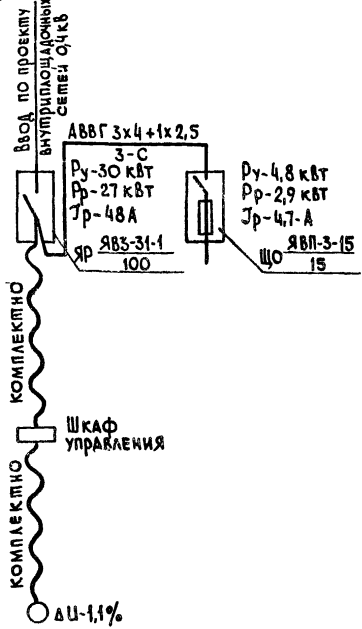 Ввод по проекту
внутриплощадочных
сетей 0,4кв
АВВГ 3х4+1х2,5
3-С
Ру-30 квт
Рр-27 квт
Jр-48А
ЯР ЯВЗ-31-1
100
Ру-4,8 квт
Рр-2,9 квт
Jр-4,7-А
ЩО ЯВП-3-15
15
комплектно
Шкаф
управления
комплектно
ΔU-1,1%